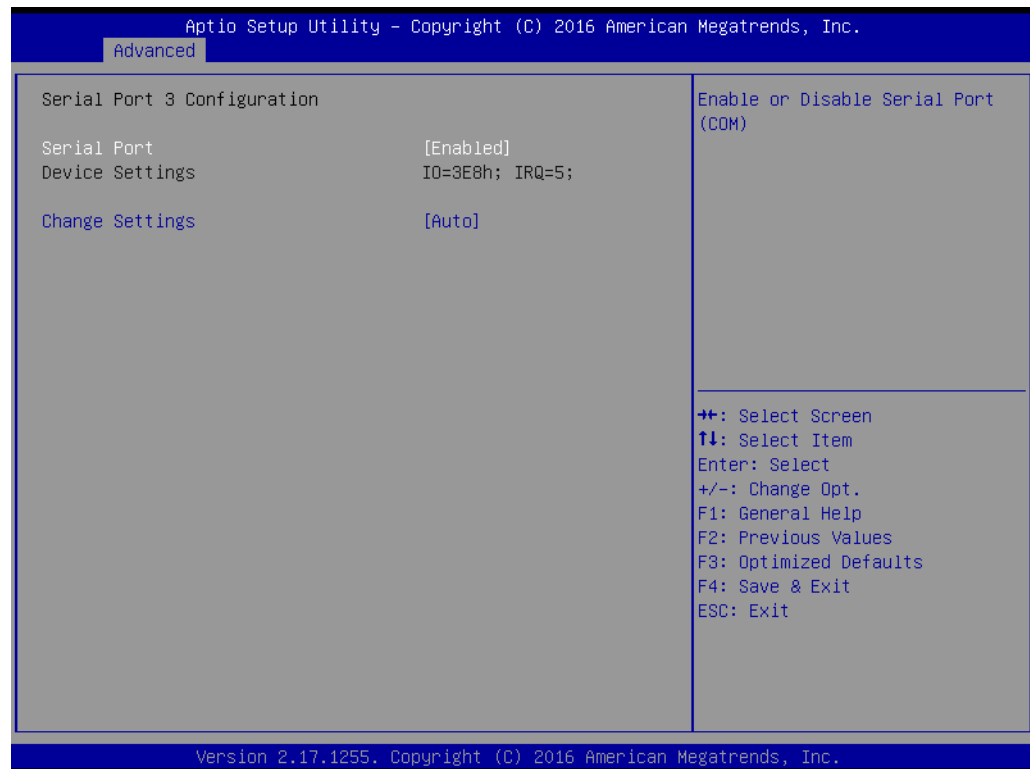 Aptio Setup Utility – Copyright (C) 2016 American Megatrends, Inc.
Advanced
Serial Port 3 Configuration
Serial Port [Enabled]
Device Settings IO=3E8h; IRQ=5;
Change Settings [Auto]
Enable or Disable Serial Port
(COM)
→←: Select Screen
↑↓: Select Item
Enter: Select
+/-: Change Opt.
F1: General Help
F2: Previous Values
F3: Optimized Defaults
F4: Save & Exit
ESC: Exit
Version 2.17.1255. Copyright (C) 2016 American Megatrends, Inc.